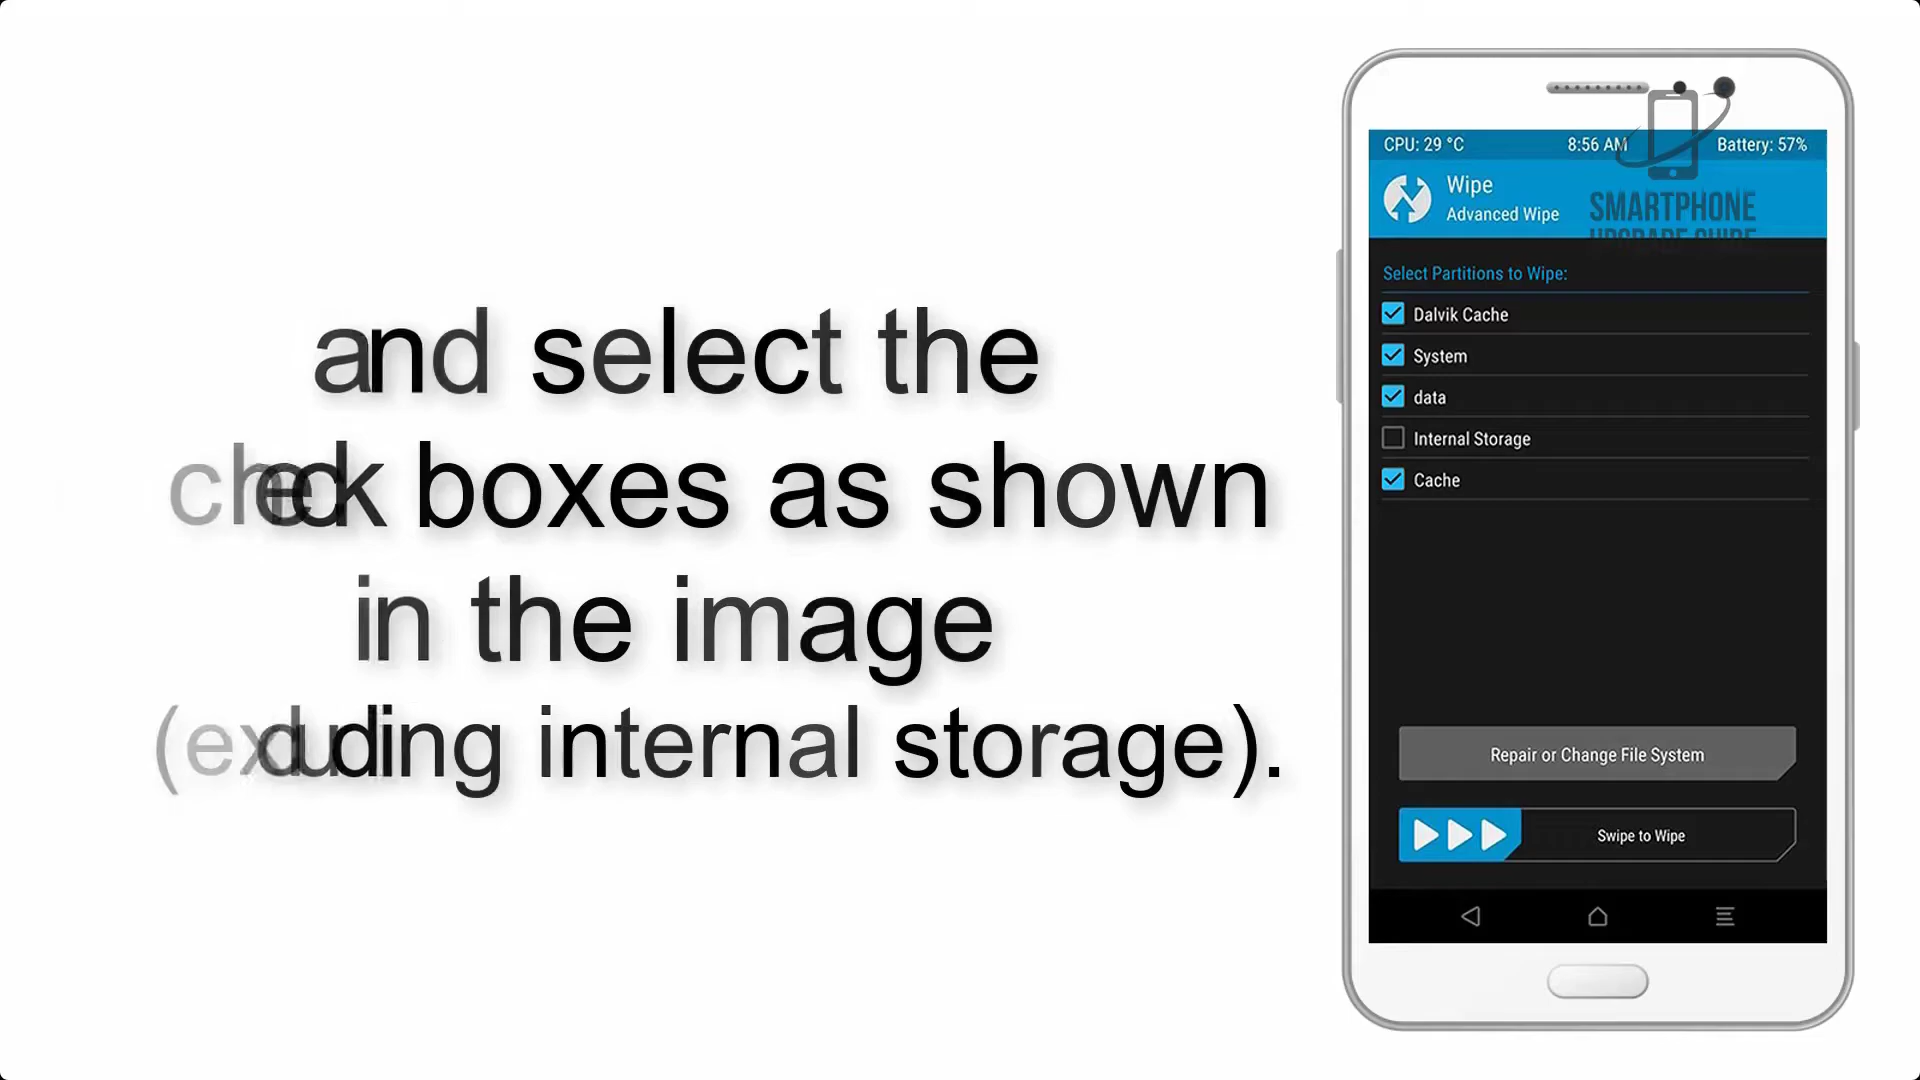 and select the
check boxes as shown
in the image
(excluding internal storage).
CPU: 29 °C 8:56 AM Battery: 57%
Wipe
Advanced Wipe
SMARTPHONE
UPGRADE GUIDE
Select Partitions to Wipe:
Dalvik Cache
System
data
Internal Storage
Cache
Repair or Change File System
Swipe to Wipe